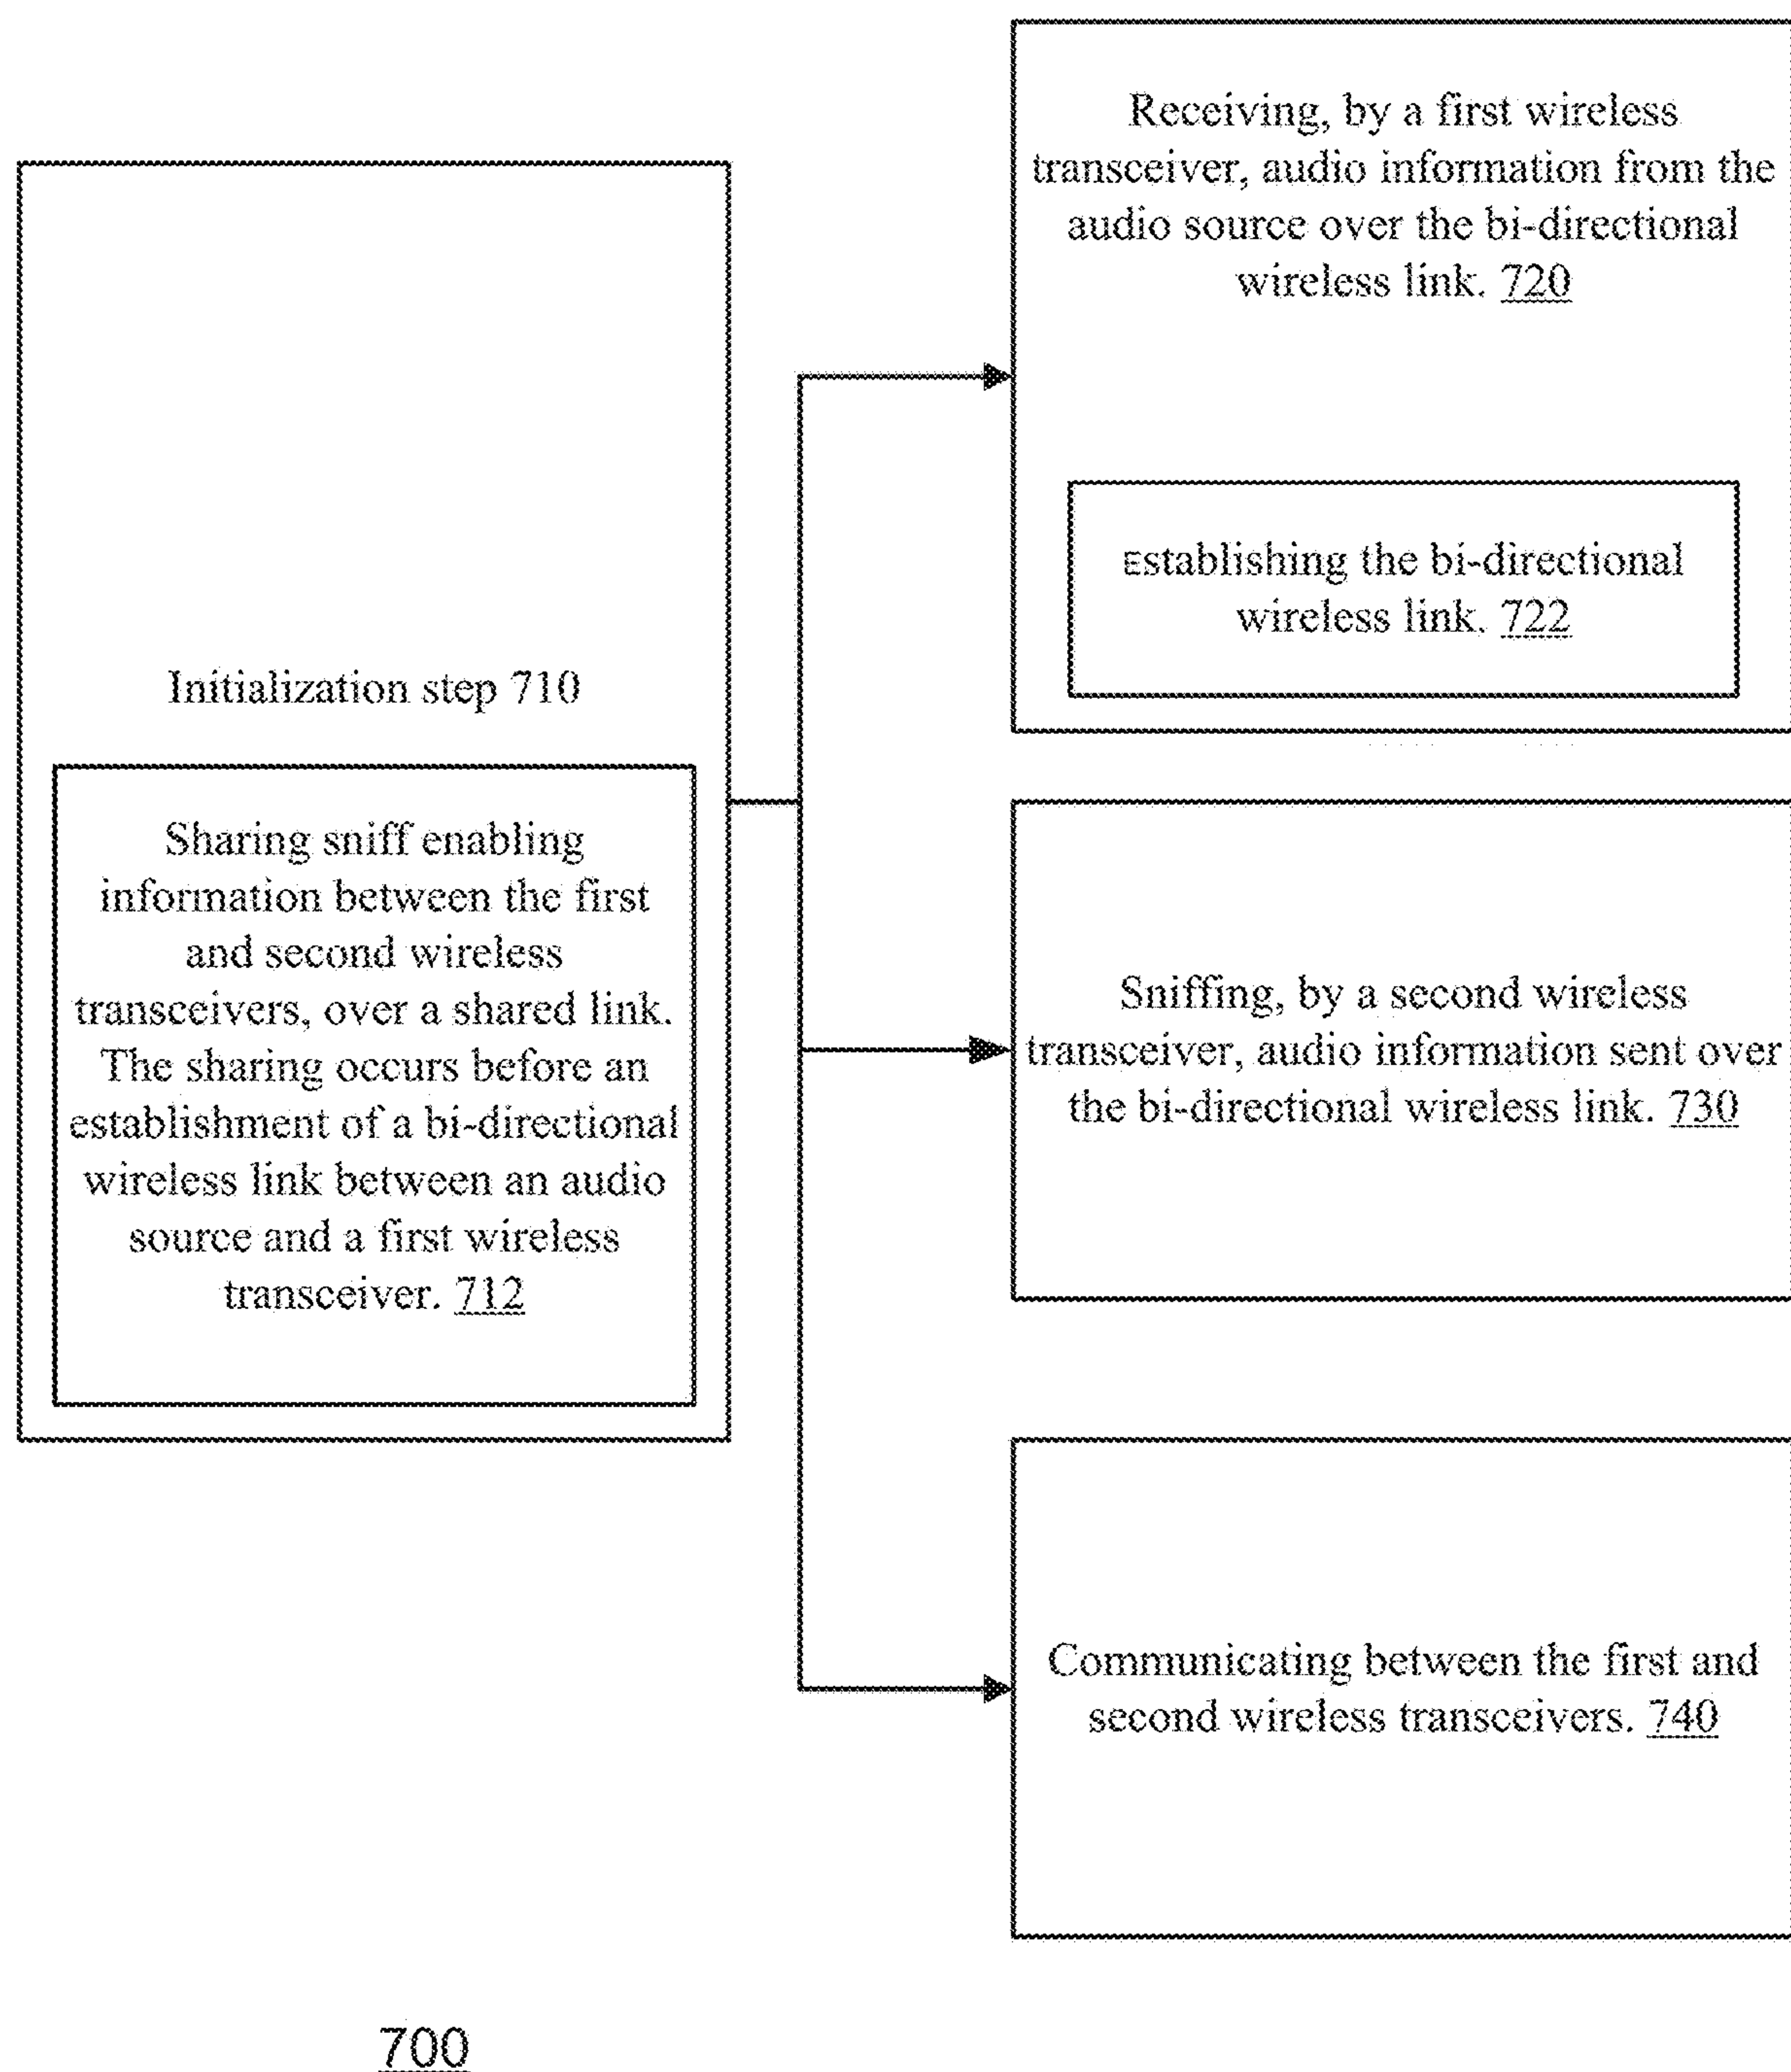 Initialization step 710
Sharing sniff enabling
information between the first
and second wireless
transceivers, over a shared link.
The sharing occurs before an
establishment of a bi-directional
wireless link between an audio
source and a first wireless
transceiver. 712
Receiving, by a first wireless
transceiver, audio information from the
audio source over the bi-directional
wireless link. 720
Establishing the bi-directional
wireless link. 722
Sniffing, by a second wireless
transceiver, audio information sent over
the bi-directional wireless link. 730
Communicating between the first and
second wireless transceivers. 740
700